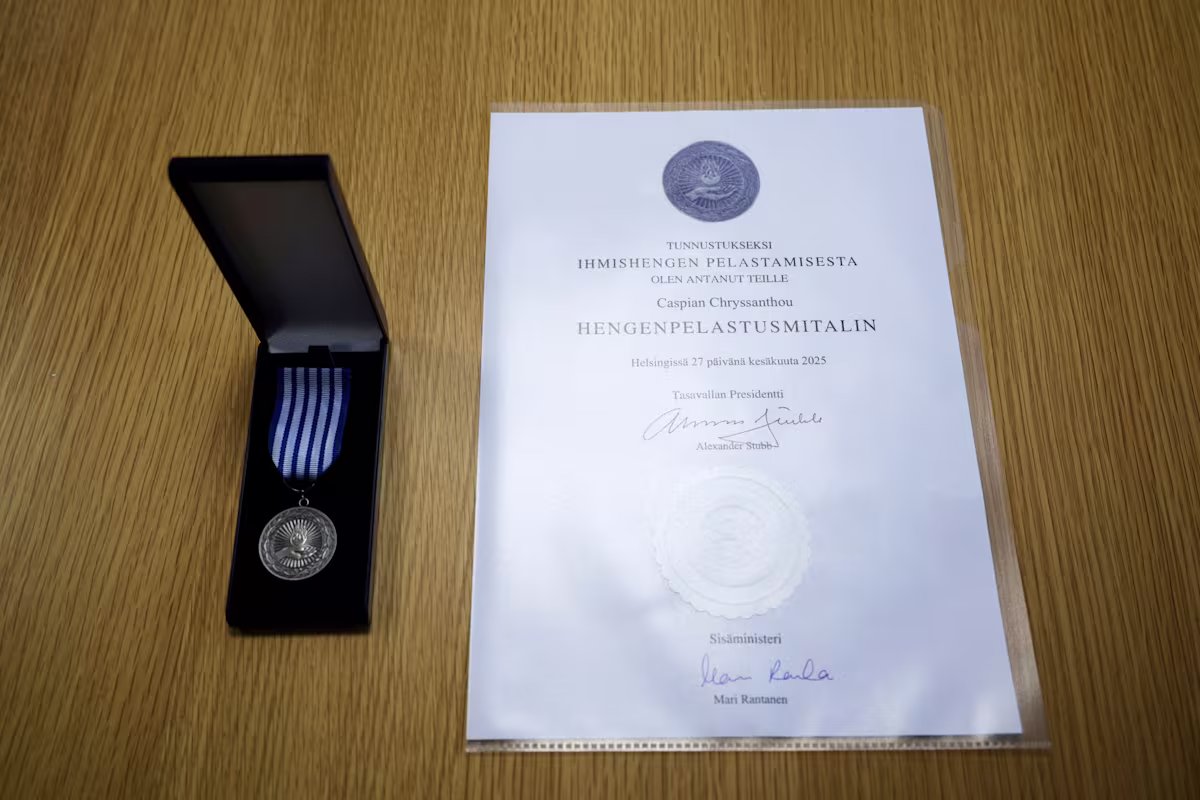 TUNNUSTUKSEKSI
IHMISHENGEN PELASTAMISESTA
OLEN ANTANUT TEILLE
Caspian Chryssanthou
HENGENPELASTUSMITALIN
Helsingissä 27 päivänä kesäkuuta 2025
Tasavallan Presidentti
Alexander Stubb
Sisäministeri
Mari Rantanen